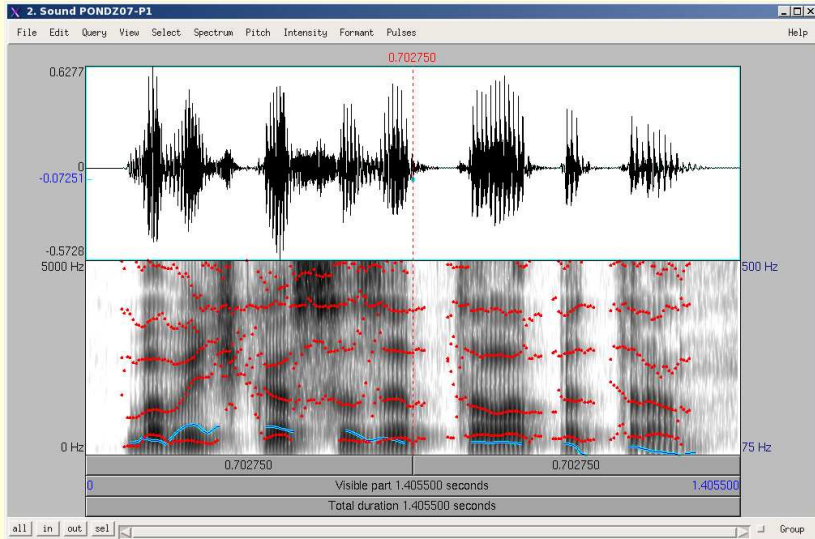 2. Sound PONDZ07-P1
File Edit Query View Select Spectrum Pitch Intensity Formant Pulses Help
0.702750
0.6277
0
-0.07251
-0.5728
5000 Hz 500 Hz
0 Hz 75 Hz
0.702750 0.702750
0 Visible part 1.405500 seconds 1.405500
Total duration 1.405500 seconds
all in out sel Group